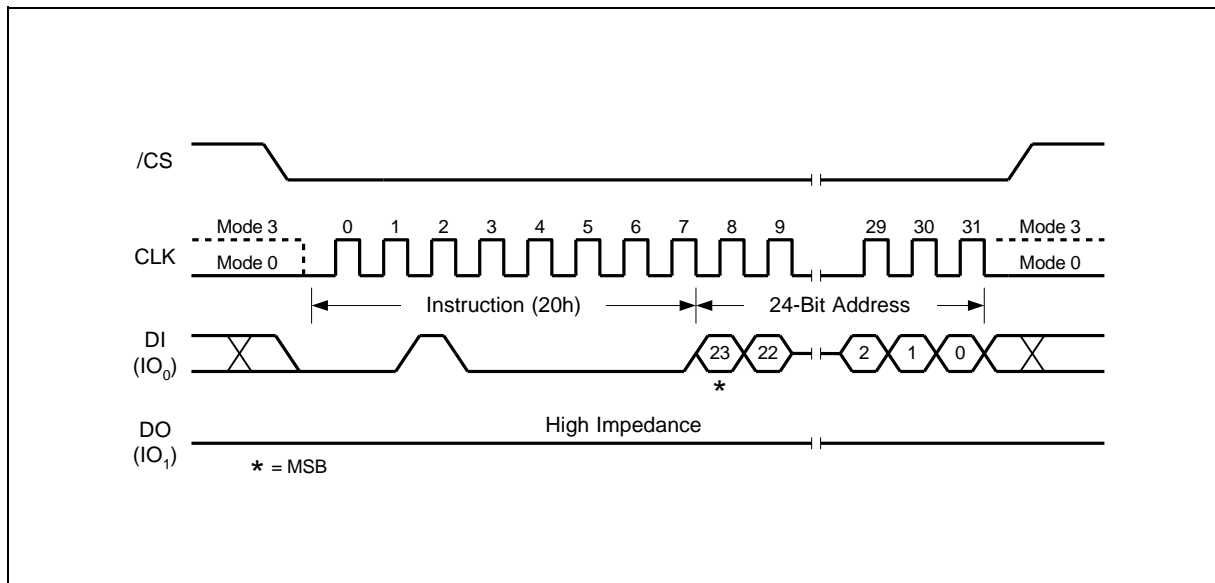 /CS
Mode 3 0 1 2 3 4 5 6 7 8 9 29 30 31 Mode 3
CLK
Mode 0 Mode 0
Instruction (20h) 24-Bit Address
DI
(IO0)
23 22 2 1 0
*
High Impedance
DO
(IO1)
* = MSB